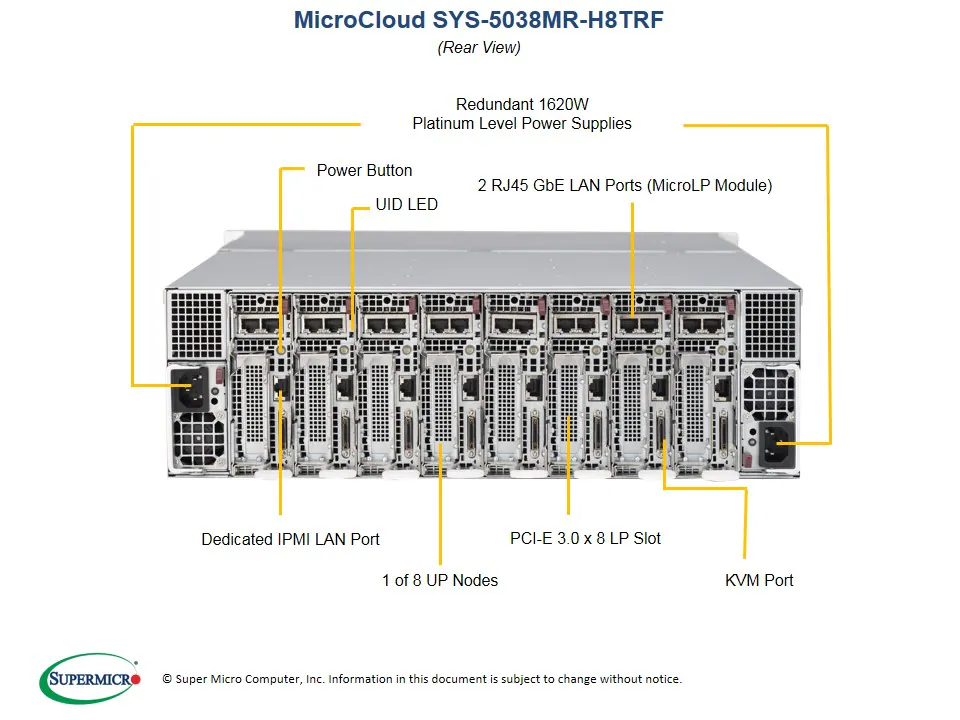 MicroCloud SYS-5038MR-H8TRF
(Rear View)
Redundant 1620W
Platinum Level Power Supplies
Power Button
2 RJ45 GbE LAN Ports (MicroLP Module)
UID LED
Dedicated IPMI LAN Port
PCI-E 3.0 x 8 LP Slot
1 of 8 UP Nodes
KVM Port
SUPERMICR
© Super Micro Computer, Inc. Information in this document is subject to change without notice.